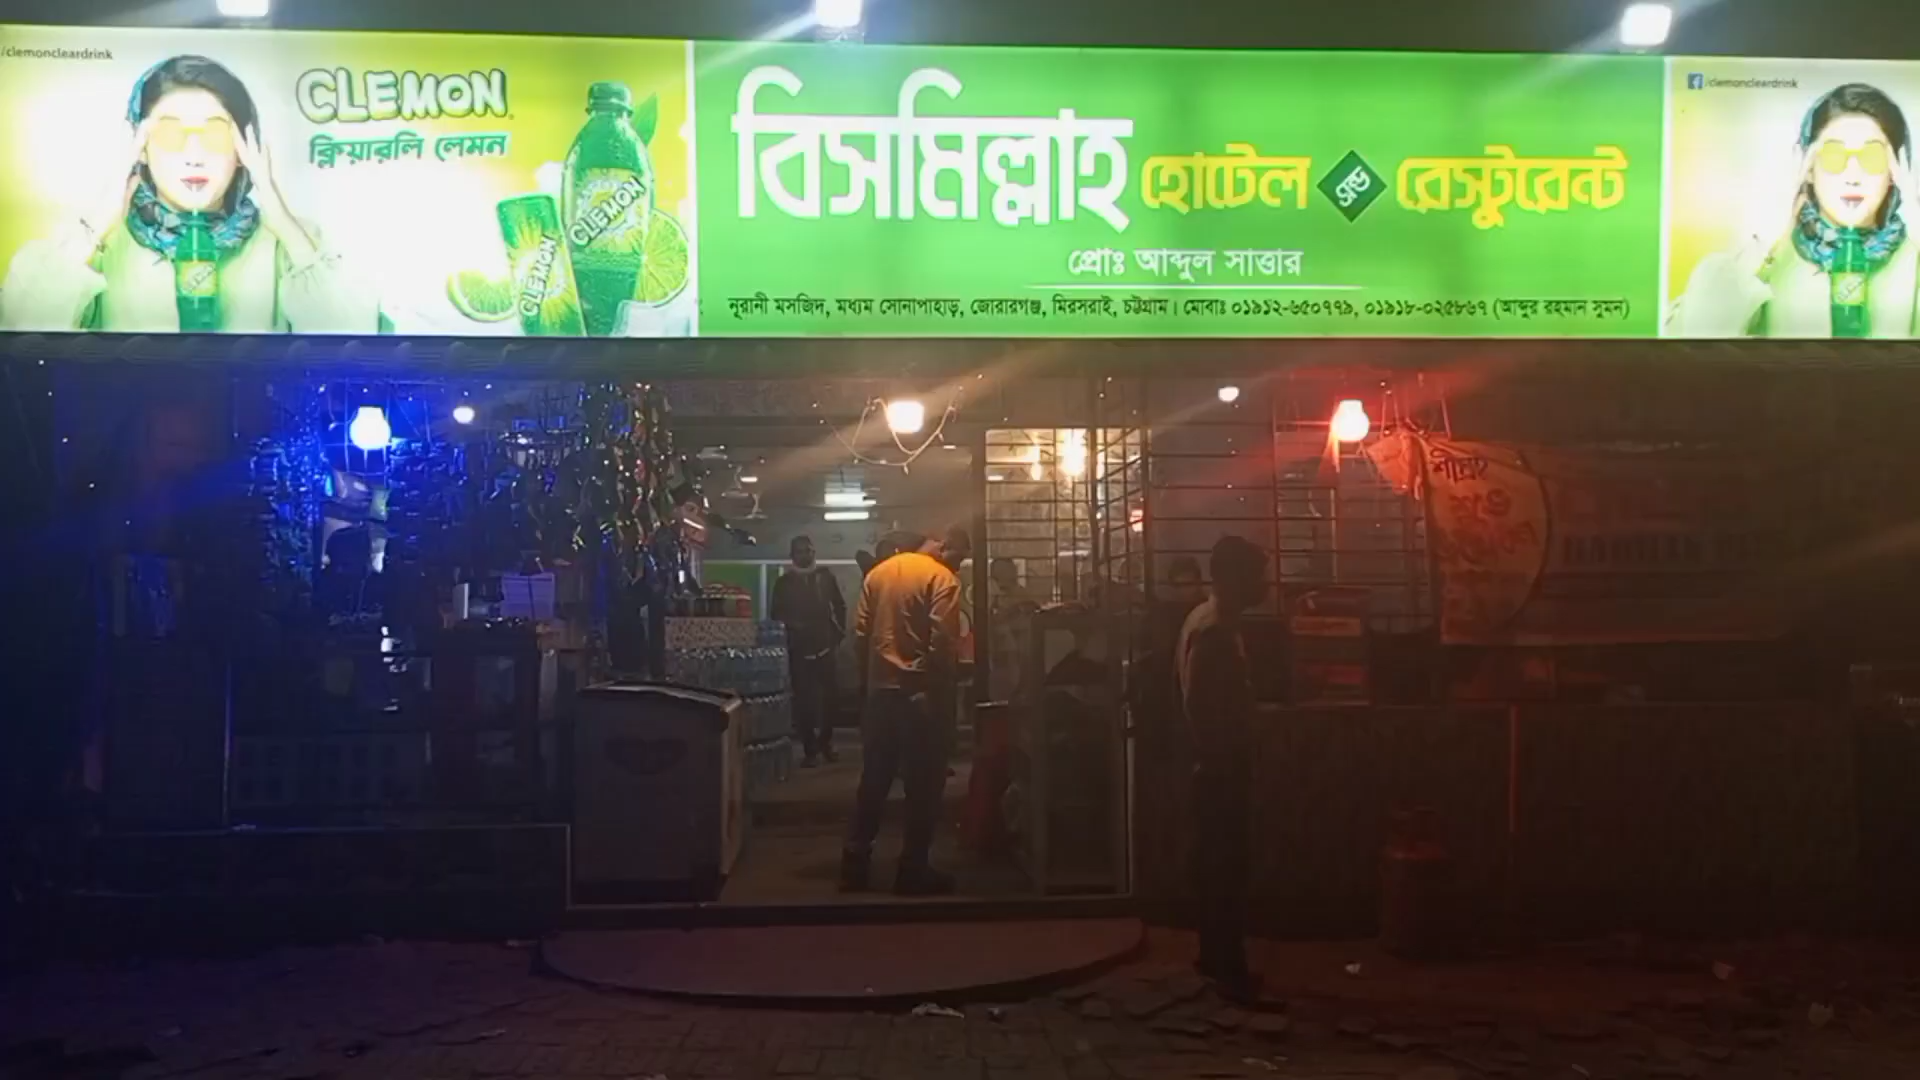 /clemoncleardrink
CLEMON
ক্লিয়ারলি লেমন
CLEMON
CLEMON
বিসমিল্লাহ হোটেল এন্ড রেস্টুরেন্ট
প্রোঃ আব্দুল সাত্তার
নূরানী মসজিদ, মধ্যম সোনাপাহাড়, জোরারগঞ্জ, মিরসরাই, চট্টগ্রাম। মোবাঃ ০১৯১২-৬৫০৭৭৯, ০১৯১৮-০২৫৮৬৭ (আব্দুর রহমান সুমন)
/clemoncleardrink
শীঘ্রই